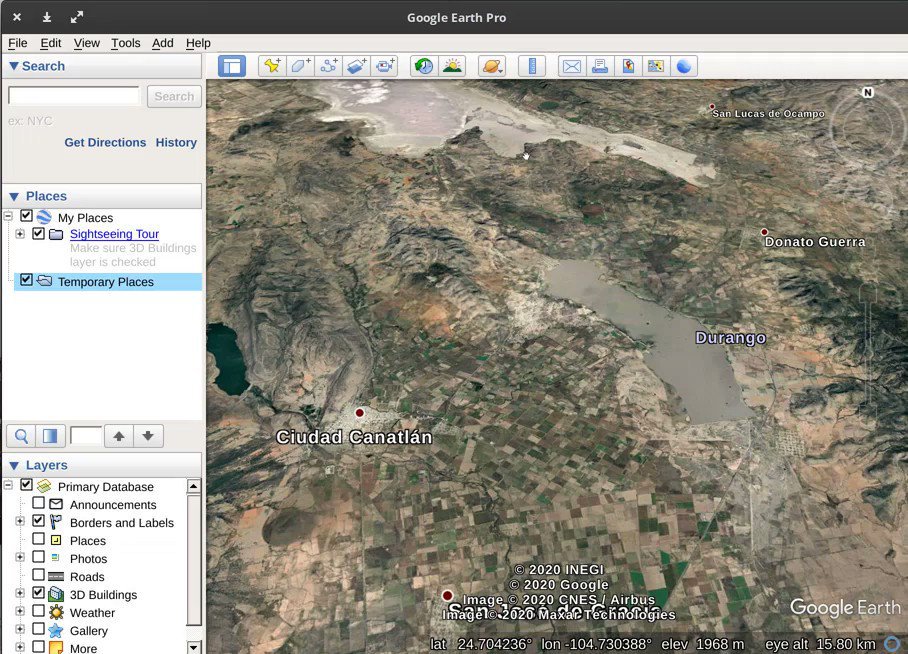 Google Earth Pro
File Edit View Tools Add Help
Search
Search
ex: NYC
Get Directions History
Places
My Places
Sightseeing Tour
Make sure 3D Buildings
layer is checked
Temporary Places
Layers
Primary Database
Announcements
Borders and Labels
Places
Photos
Roads
3D Buildings
Weather
Gallery
More
N
San Lucas de Ocampo
Donato Guerra
Durango
Ciudad Canatlán
© 2020 INEGI
© 2020 Google
Image © 2020 CNES / Airbus
San José de Gracia
Image © 2020 Maxar Technologies
Google Earth
lat 24.704236° lon -104.730388° elev 1968 m eye alt 15.80 km